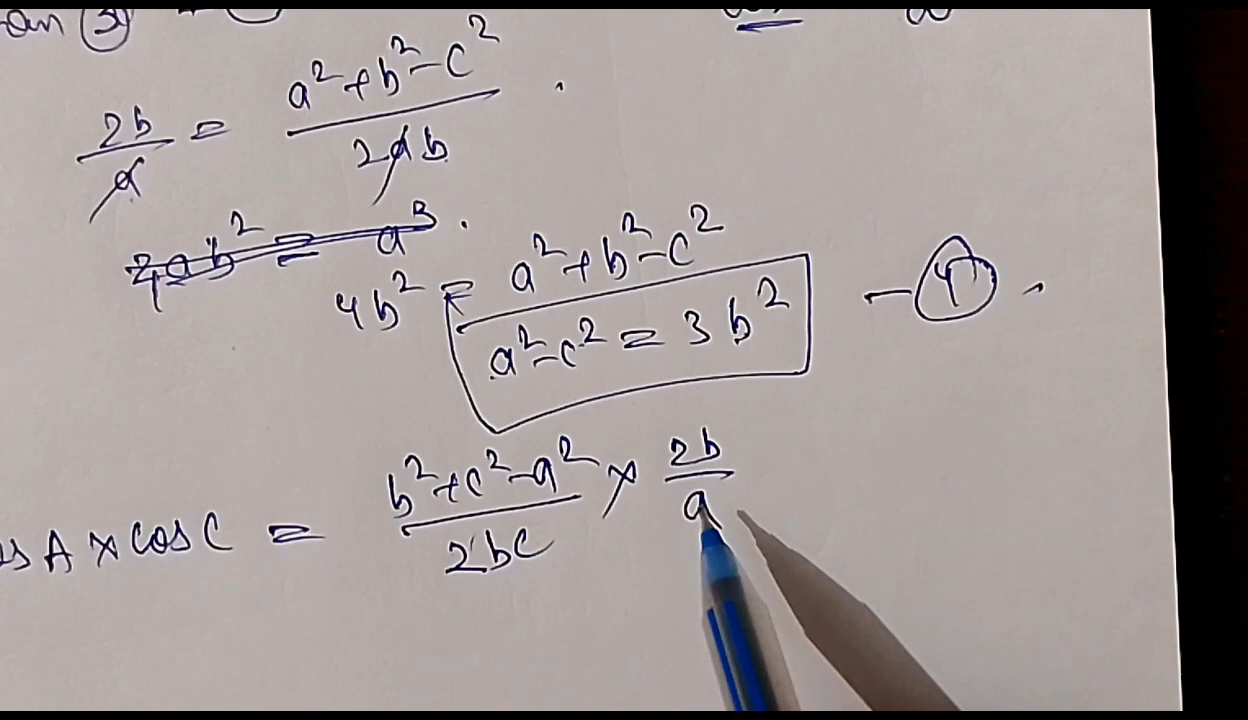 (3)
2b/a = a²+b²-c²/2ab .
4b² = a²+b²-c²
a²-c² = 3b² - (4) .
A × cos C = b²+c²-a²/2bc × 2b/a